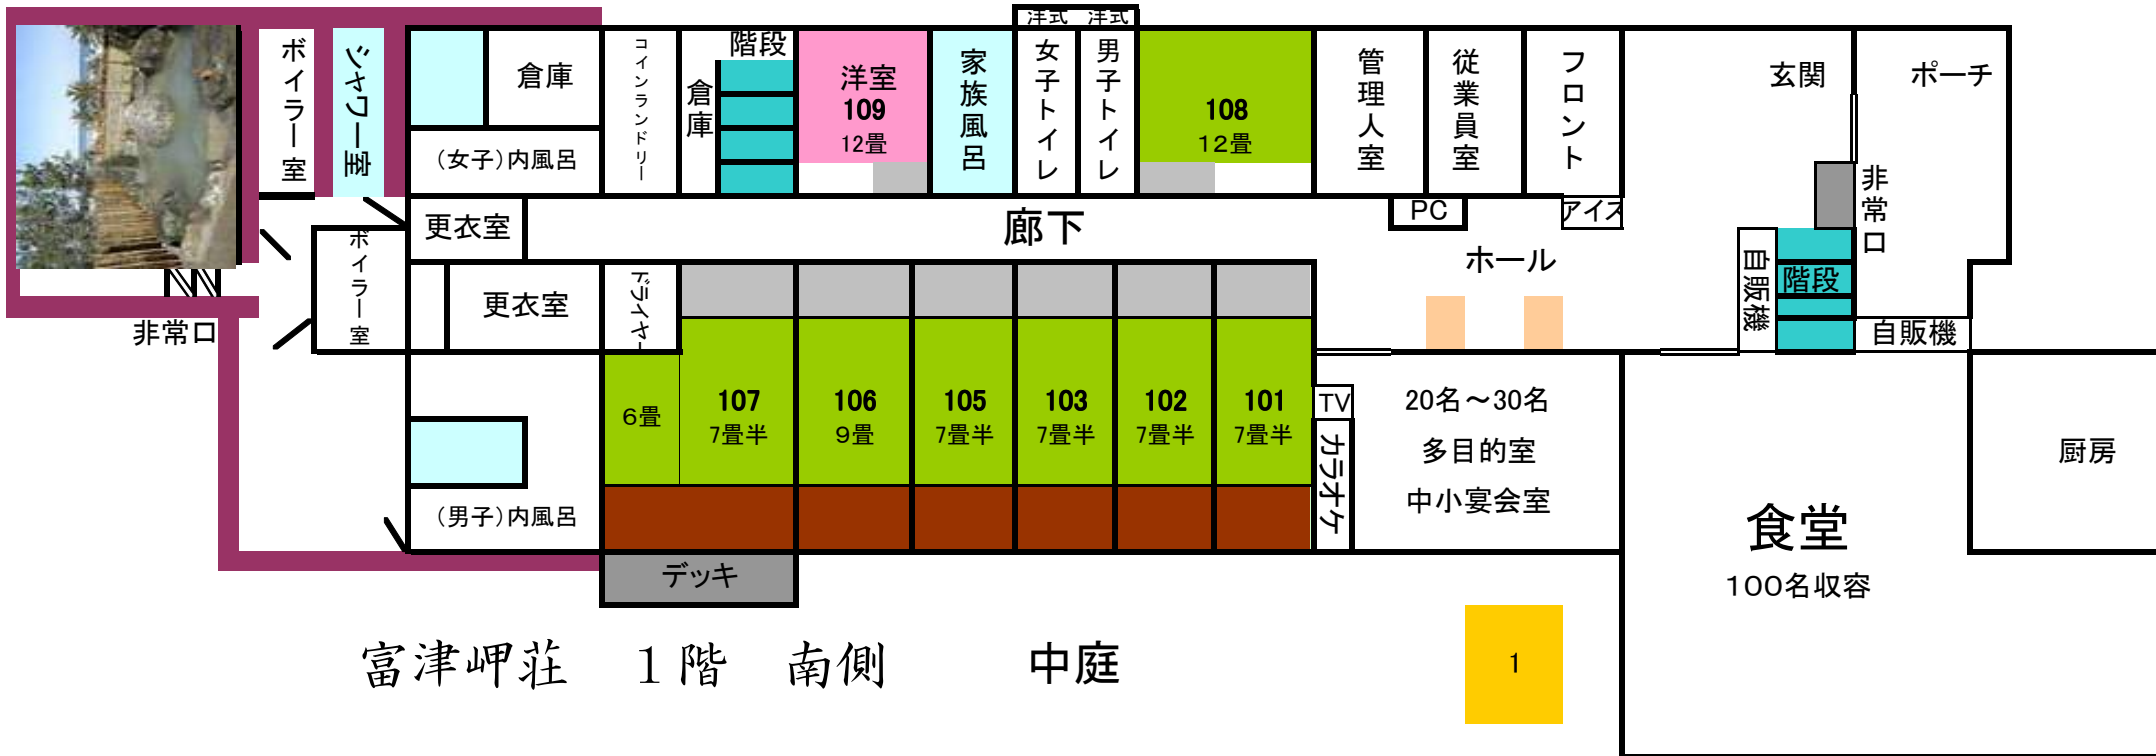 洋式 洋式
ボイラー室
シャワー室
倉庫
(女子)内風呂
コインランドリー
倉庫
階段
洋室
109
12畳
家族風呂
女子トイレ
男子トイレ
108
12畳
管理人室
従業員室
フロント
玄関
ポーチ
非常口
更衣室
廊下
PC
アイス
ホール
自販機
階段
自販機
ボイラー室
更衣室
ドライヤー
非常口
6畳
107
7畳半
106
9畳
105
7畳半
103
7畳半
102
7畳半
101
7畳半
TV
カラオケ
20名～30名
多目的室
中小宴会室
厨房
食堂
100名収容
(男子)内風呂
デッキ
富津岬荘 1階 南側 中庭
1